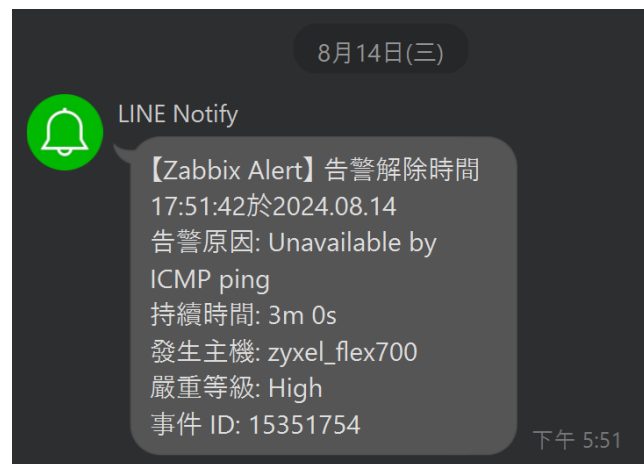 8月14日(三)
LINE Notify
【Zabbix Alert】告警解除時間
17:51:42於2024.08.14
告警原因: Unavailable by
ICMP ping
持續時間: 3m 0s
發生主機: zyxel_flex700
嚴重等級: High
事件 ID: 15351754
下午 5:51